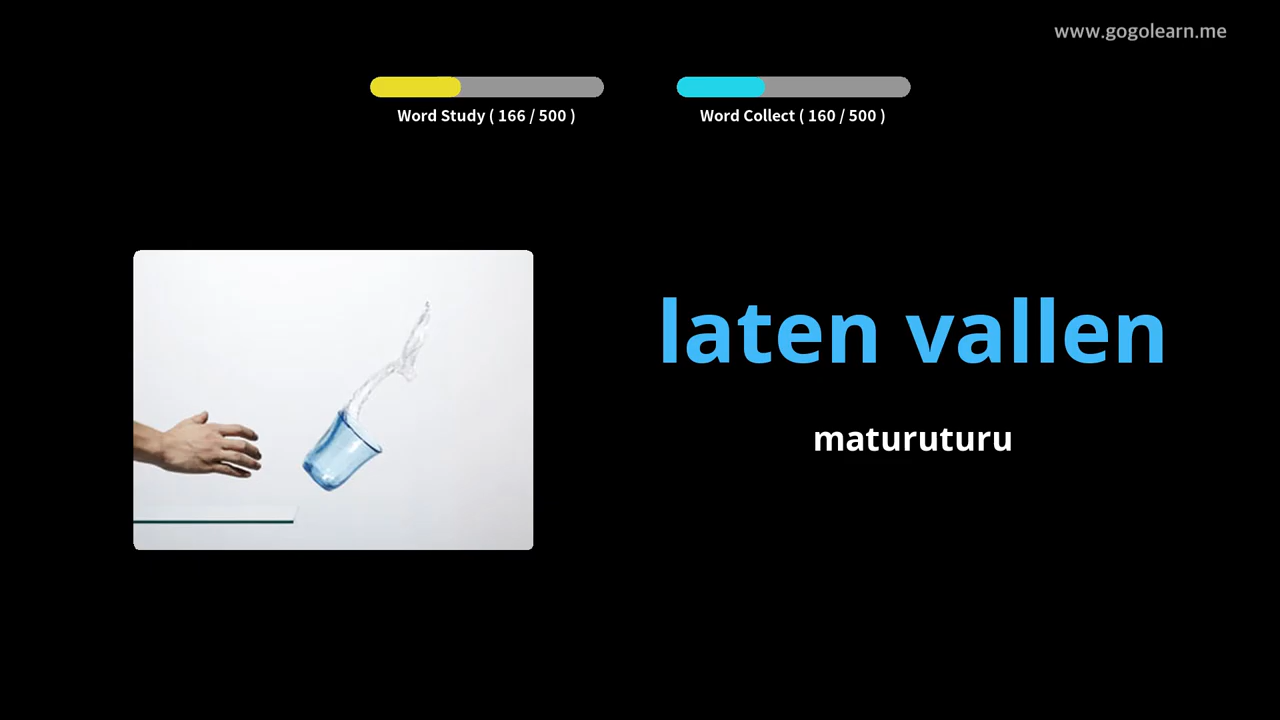 www.gogolearn.me
Word Study ( 166 / 500 )
Word Collect ( 160 / 500 )
laten vallen
maturuturu